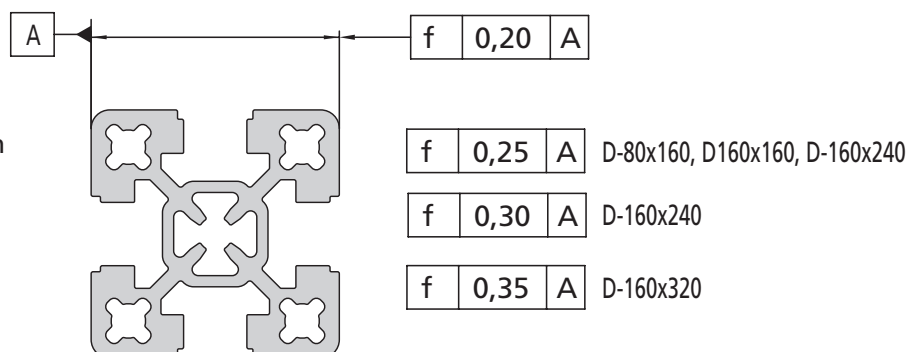 A
f 0,20 A
n
f 0,25 A D-80x160, D160x160, D-160x240
f 0,30 A D-160x240
f 0,35 A D-160x320